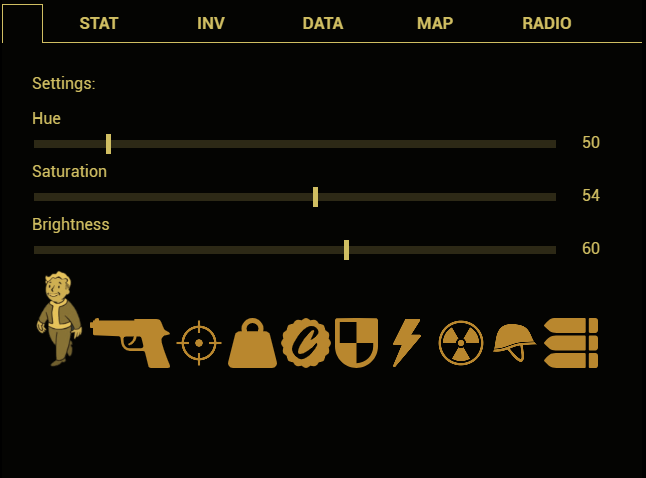 STAT INV DATA MAP RADIO
Settings:
Hue
50
Saturation
54
Brightness
60